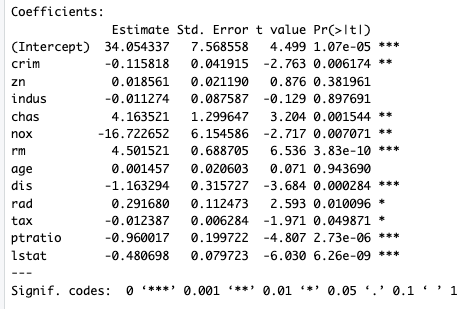 Coefficients:
              Estimate Std. Error t value Pr(>|t|)
(Intercept)  34.054337   7.568558   4.499 1.07e-05 ***
crim         -0.115818   0.041915  -2.763 0.006174 **
zn            0.018561   0.021190   0.876 0.381961
indus        -0.011274   0.087587  -0.129 0.897691
chas          4.163521   1.299647   3.204 0.001544 **
nox         -16.722652   6.154586  -2.717 0.007071 **
rm            4.501521   0.688705   6.536 3.83e-10 ***
age           0.001457   0.020603   0.071 0.943690
dis          -1.163294   0.315727  -3.684 0.000284 ***
rad           0.291680   0.112473   2.593 0.010096 *
tax          -0.012387   0.006284  -1.971 0.049871 *
ptratio      -0.960017   0.199722  -4.807 2.73e-06 ***
lstat        -0.480698   0.079723  -6.030 6.26e-09 ***
---
Signif. codes:  0 ‘***’ 0.001 ‘**’ 0.01 ‘*’ 0.05 ‘.’ 0.1 ‘ ’ 1